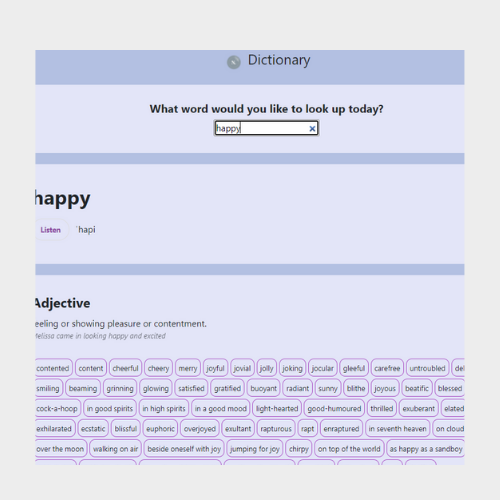 Dictionary
What word would you like to look up today?
happy
happy
Listen ˈhapi
Adjective
eeling or showing pleasure or contentment.
Melissa came in looking happy and excited
contented content cheerful cheery merry joyful jovial jolly joking jocular gleeful carefree untroubled
smiling beaming grinning glowing satisfied gratified buoyant radiant sunny blithe joyous beatific blessed
cock-a-hoop in good spirits in high spirits in a good mood light-hearted good-humoured thrilled exuberant elated
exhilarated ecstatic blissful euphoric overjoyed exultant rapturous rapt enraptured in seventh heaven on cloud
over the moon walking on air beside oneself with joy jumping for joy chirpy on top of the world as happy as a sandboy